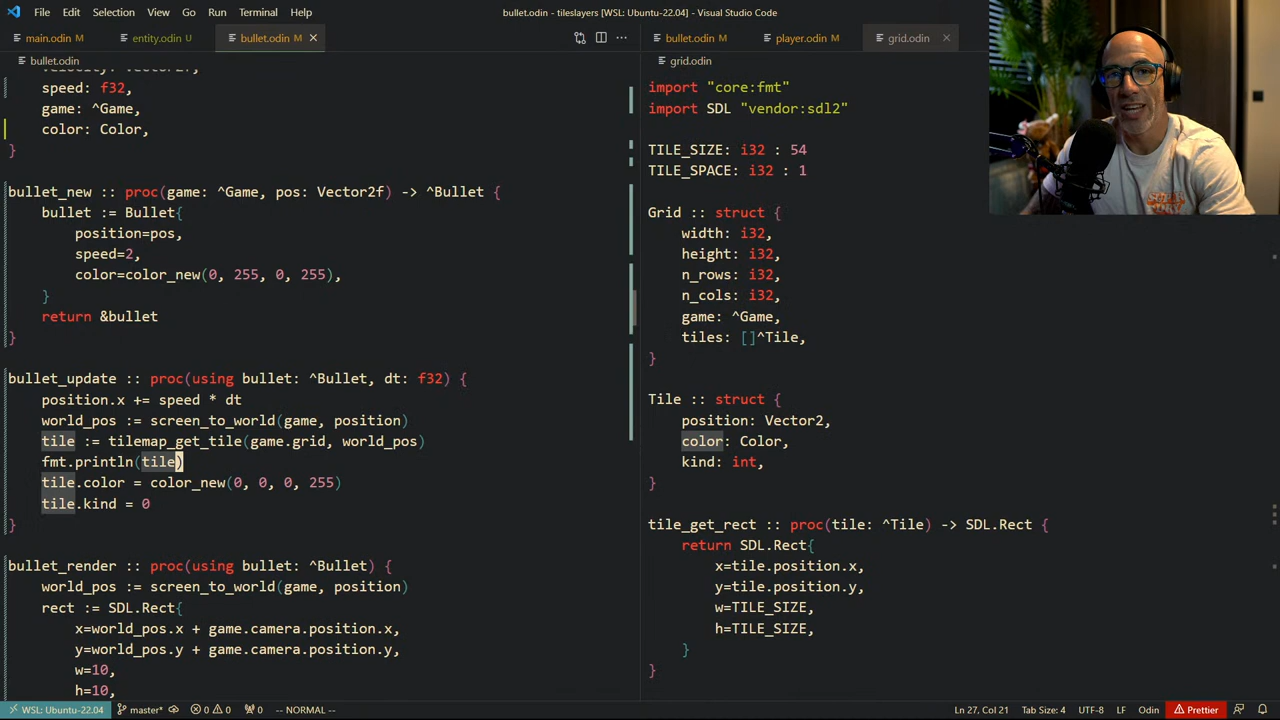 File Edit Selection View Go Run Terminal Help
bullet.odin - tileslayers [WSL: Ubuntu-22.04] - Visual Studio Code
main.odin M entity.odin U bullet.odin M
bullet.odin
velocity: Vector2f,
speed: f32,
game: ^Game,
color: Color,
}
bullet_new :: proc(game: ^Game, pos: Vector2f) -> ^Bullet {
bullet := Bullet{
position=pos,
speed=2,
color=color_new(0, 255, 0, 255),
}
return &bullet
}
bullet_update :: proc(using bullet: ^Bullet, dt: f32) {
position.x += speed * dt
world_pos := screen_to_world(game, position)
tile := tilemap_get_tile(game.grid, world_pos)
fmt.println(tile)
tile.color = color_new(0, 0, 0, 255)
tile.kind = 0
}
bullet_render :: proc(using bullet: ^Bullet) {
world_pos := screen_to_world(game, position)
rect := SDL.Rect{
x=world_pos.x + game.camera.position.x,
y=world_pos.y + game.camera.position.y,
w=10,
h=10,
bullet.odin M player.odin M grid.odin
grid.odin
import "core:fmt"
import SDL "vendor:sdl2"
TILE_SIZE: i32 : 54
TILE_SPACE: i32 : 1
Grid :: struct {
width: i32,
height: i32,
n_rows: i32,
n_cols: i32,
game: ^Game,
tiles: []^Tile,
}
Tile :: struct {
position: Vector2,
color: Color,
kind: int,
}
tile_get_rect :: proc(tile: ^Tile) -> SDL.Rect {
return SDL.Rect{
x=tile.position.x,
y=tile.position.y,
w=TILE_SIZE,
h=TILE_SIZE,
}
}
WSL: Ubuntu-22.04 master* 0 0 0 -- NORMAL -- Ln 27, Col 21 Tab Size: 4 UTF-8 LF Odin Prettier